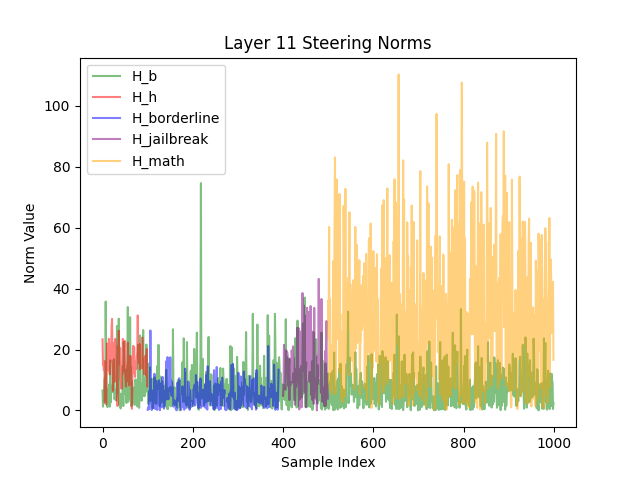 Layer 11 Steering Norms
H_b
H_h
H_borderline
H_jailbreak
H_math
Norm Value
100
80
60
40
20
0
0 200 400 600 800 1000
Sample Index